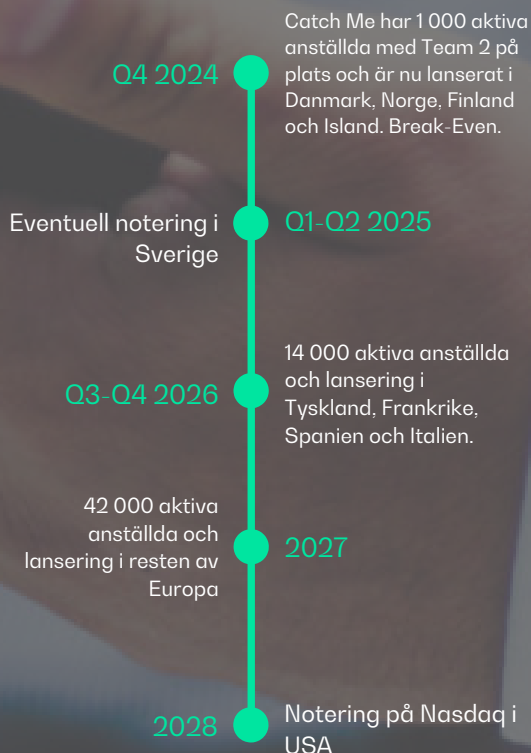 Q4 2024
Catch Me har 1 000 aktiva
anställda med Team 2 på
plats och är nu lanserat i
Danmark, Norge, Finland
och Island. Break-Even.
Eventuell notering i
Sverige
Q1-Q2 2025
Q3-Q4 2026
14 000 aktiva anställda
och lansering i
Tyskland, Frankrike,
Spanien och Italien.
42 000 aktiva
anställda och
lansering i resten av
Europa
2027
2028
Notering på Nasdaq i
USA